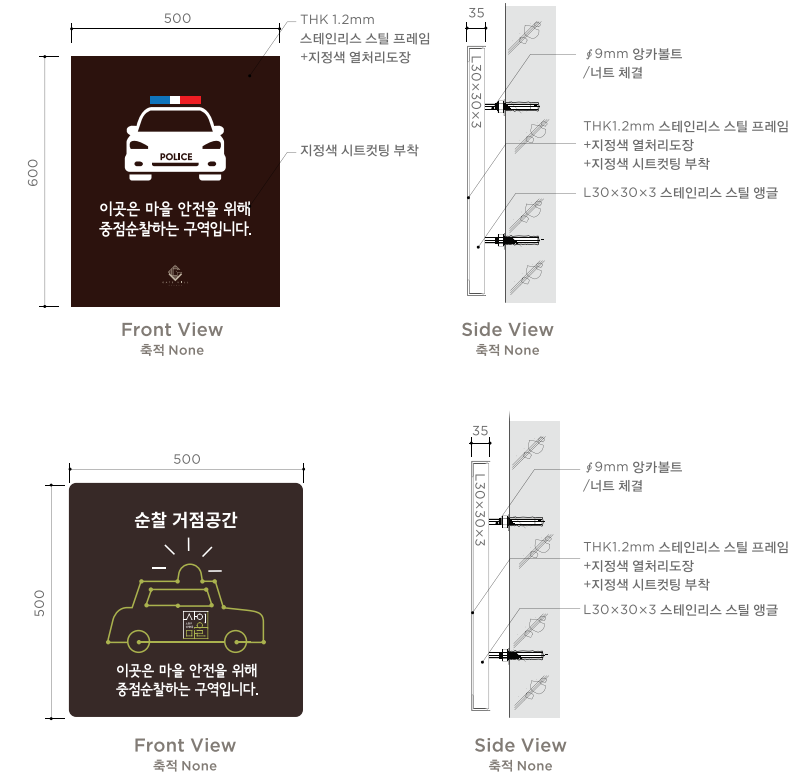 500
THK 1.2mm
스테인리스 스틸 프레임
+지정색 열처리도장
600
POLICE
지정색 시트컷팅 부착
이곳은 마을 안전을 위해
중점순찰하는 구역입니다.
Front View
축적 None
35
L30×30×3
∮9mm 앙카볼트
/너트 체결
THK1.2mm 스테인리스 스틸 프레임
+지정색 열처리도장
+지정색 시트컷팅 부착
L30×30×3 스테인리스 스틸 앵글
Side View
축적 None
500
500
순찰 거점공간
이곳은 마을 안전을 위해
중점순찰하는 구역입니다.
Front View
축적 None
35
L30×30×3
∮9mm 앙카볼트
/너트 체결
THK1.2mm 스테인리스 스틸 프레임
+지정색 열처리도장
+지정색 시트컷팅 부착
L30×30×3 스테인리스 스틸 앵글
Side View
축적 None